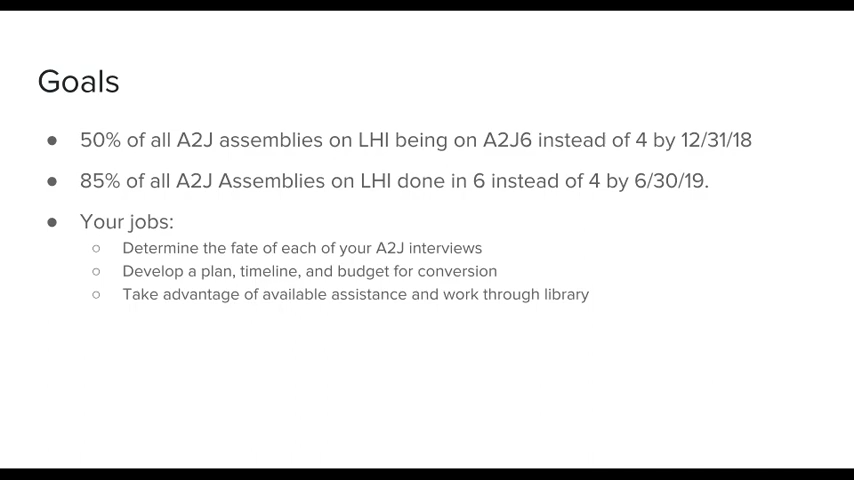 Goals
● 50% of all A2J assemblies on LHI being on A2J6 instead of 4 by 12/31/18
● 85% of all A2J Assemblies on LHI done in 6 instead of 4 by 6/30/19.
● Your jobs:
○ Determine the fate of each of your A2J interviews
○ Develop a plan, timeline, and budget for conversion
○ Take advantage of available assistance and work through library